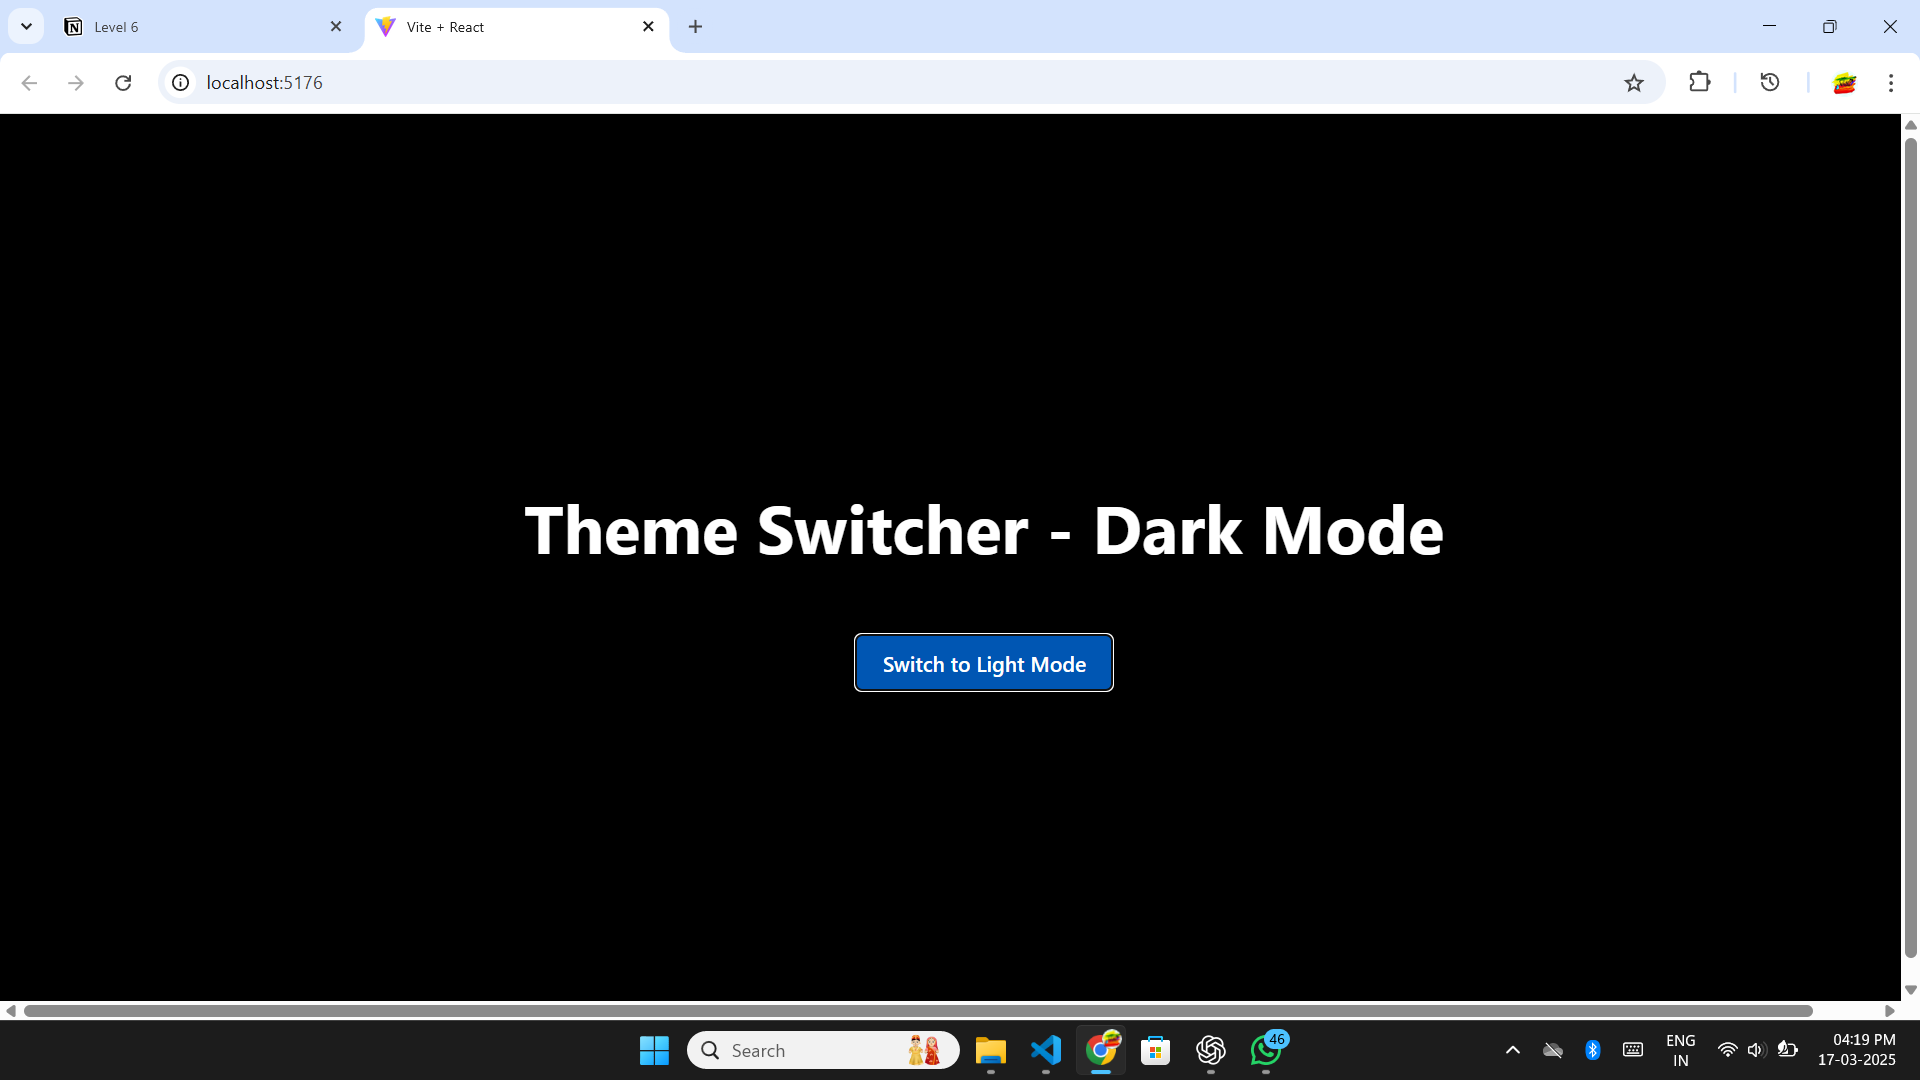 Level 6
Vite + React
localhost:5176
Theme Switcher - Dark Mode
Switch to Light Mode
Search
46
ENG
IN
04:19 PM
17-03-2025